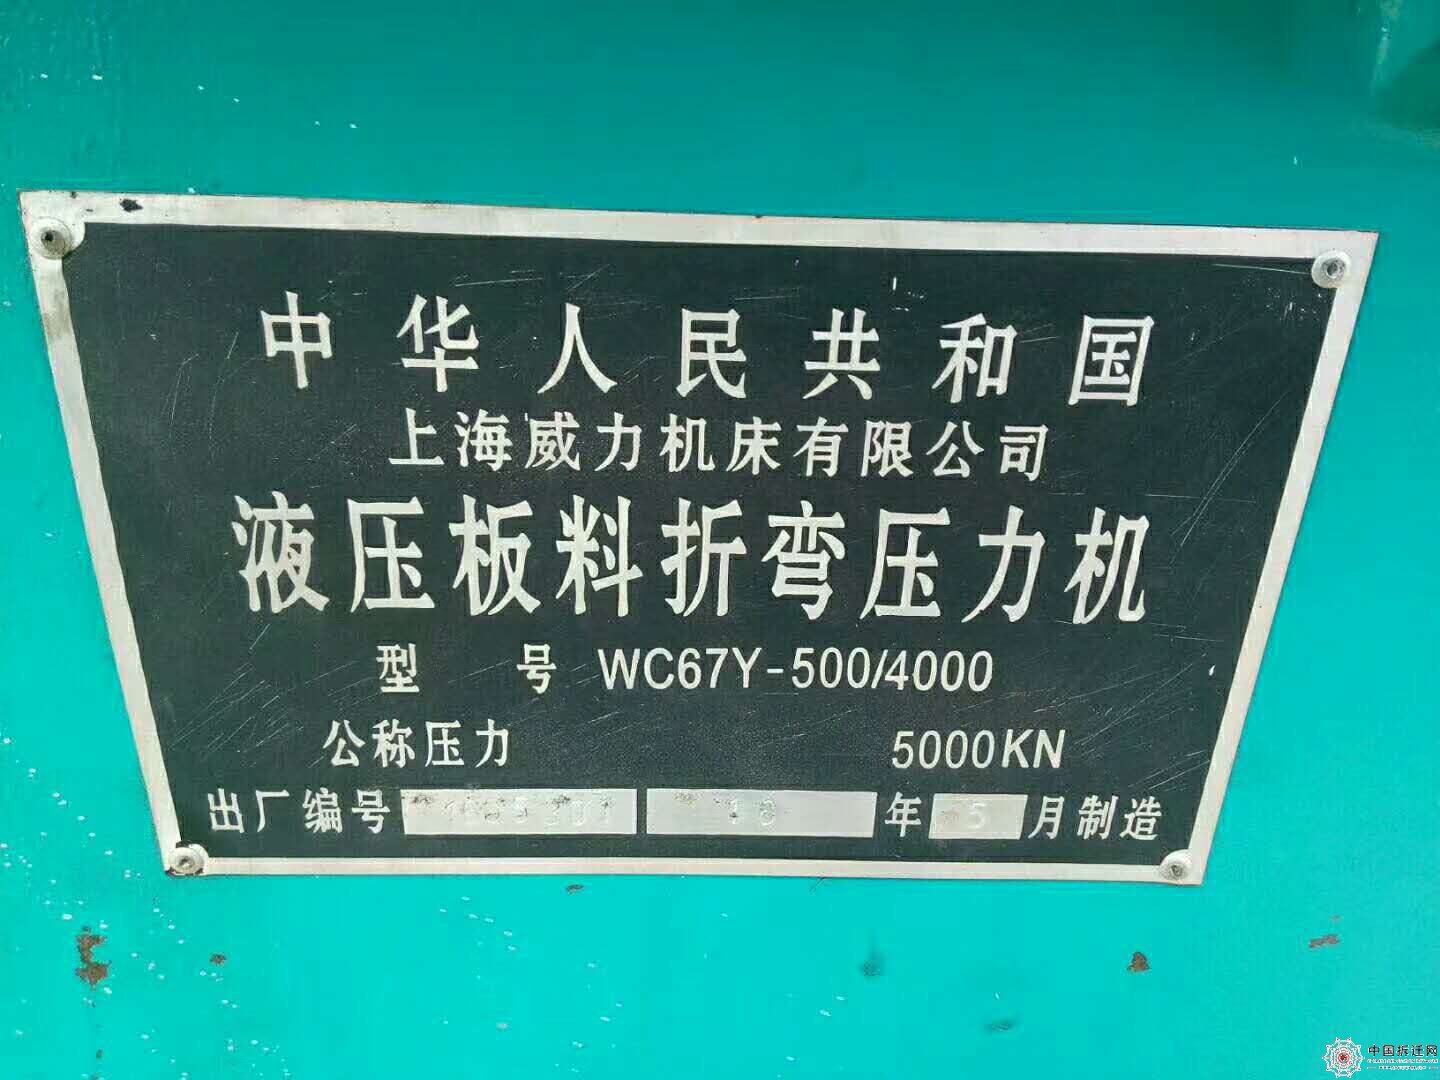 中华人民共和国
上海威力机床有限公司
液压板料折弯压力机
型 号 WC67Y-500/4000
公称压力 5000KN
出厂编号 年 5 月制造
中国拆迁网